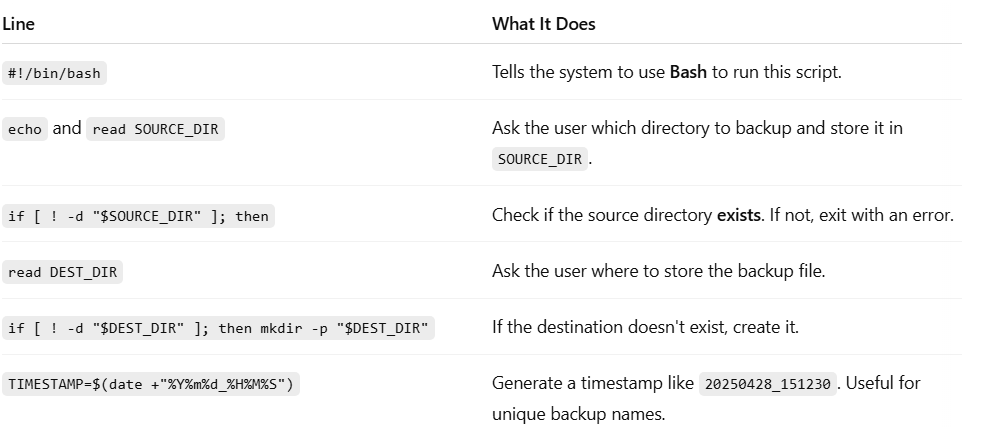 Line What It Does
#!/bin/bash Tells the system to use Bash to run this script.
echo and read SOURCE_DIR Ask the user which directory to backup and store it in
SOURCE_DIR .
if [ ! -d "$SOURCE_DIR" ]; then Check if the source directory exists. If not, exit with an error.
read DEST_DIR Ask the user where to store the backup file.
if [ ! -d "$DEST_DIR" ]; then mkdir -p "$DEST_DIR" If the destination doesn't exist, create it.
TIMESTAMP=$(date +"%Y%m%d_%H%M%S") Generate a timestamp like 20250428_151230 . Useful for
unique backup names.